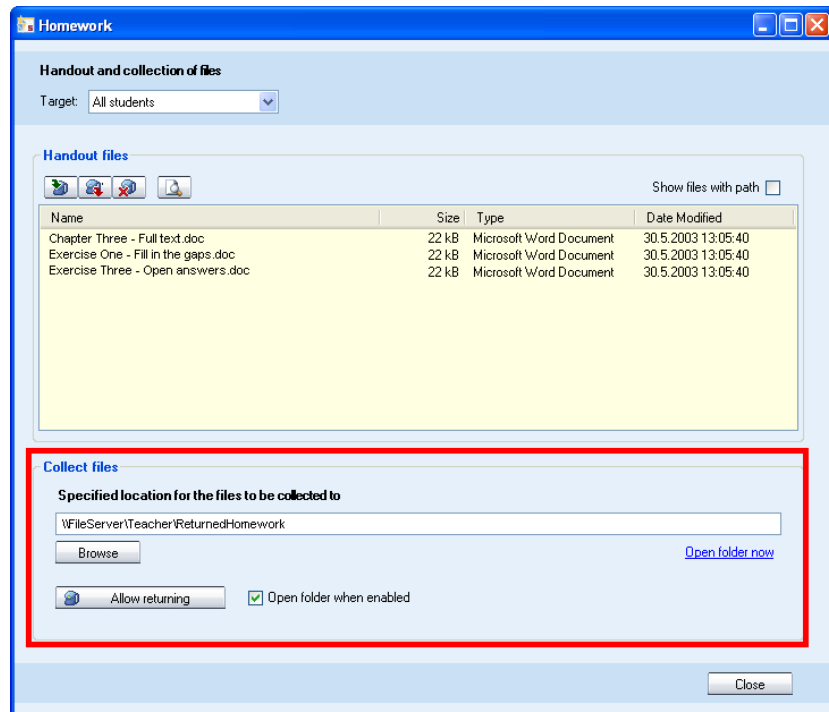 Homework
Handout and collection of files
Target: All students
Handout files
Show files with path
Name Size Type Date Modified
Chapter Three - Full text.doc 22 kB Microsoft Word Document 30.5.2003 13:05:40
Exercise One - Fill in the gaps.doc 22 kB Microsoft Word Document 30.5.2003 13:05:40
Exercise Three - Open answers.doc 22 kB Microsoft Word Document 30.5.2003 13:05:40
Collect files
Specified location for the files to be collected to
\\FileServer\Teacher\ReturnedHomework
Browse Open folder now
Allow returning Open folder when enabled
Close